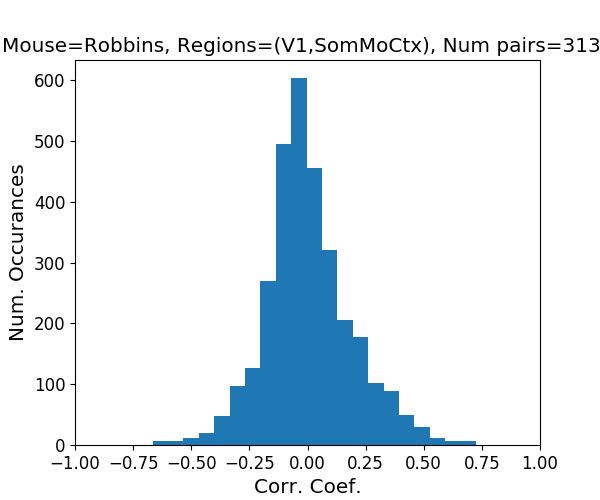 Mouse=Robbins, Regions=(V1,SomMoCtx), Num pairs=313
600
500
400
300
200
100
0
Num. Occurances
−1.00 −0.75 −0.50 −0.25 0.00 0.25 0.50 0.75 1.00
Corr. Coef.